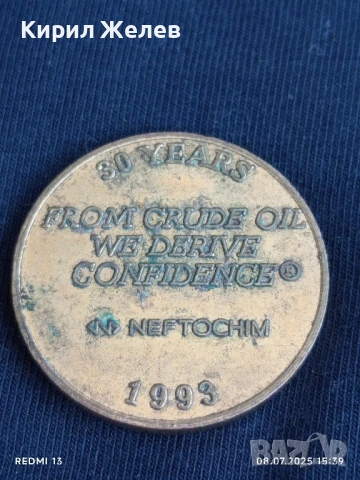 Кирил Желев
30 YEARS
FROM CRUDE OIL
WE DERIVE
CONFIDENCE®
N NEFTOCHIM
1993
BAZAR
REDMI 13
08.07.2025 15:39